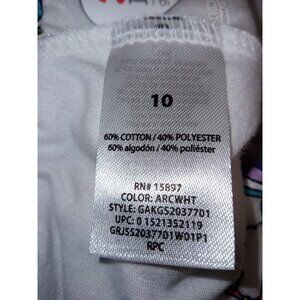 10
60% COTTON / 40% POLYESTER
60% algodón / 40% poliéster
RN# 15897
COLOR: ARCWHT
STYLE: GAKGS2037701
UPC: 0 1521352119
GRJSS2037701W01P1
RPC